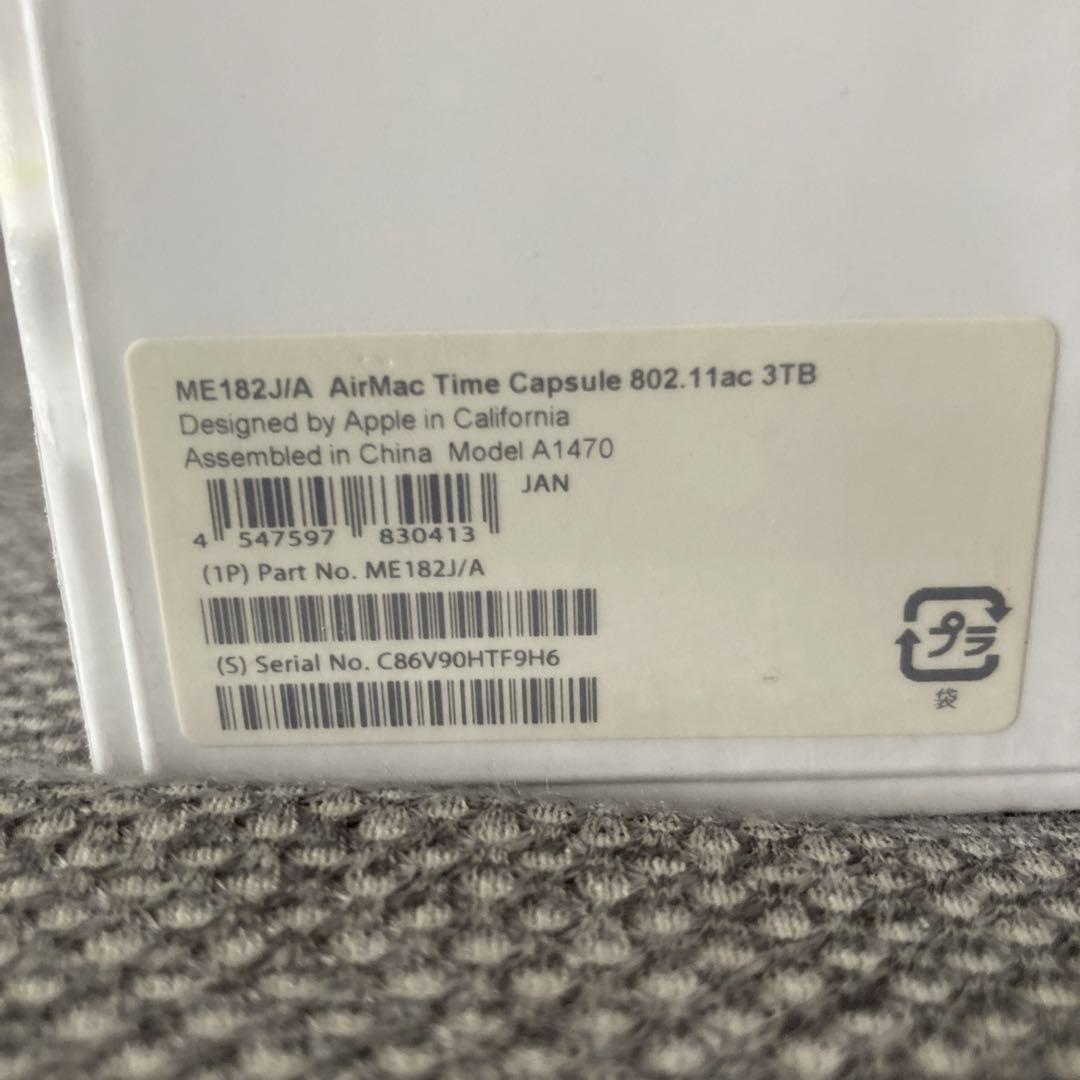 ME182J/A AirMac Time Capsule 802.11ac 3TB
Designed by Apple in California
Assembled in China Model A1470
JAN
4 547597 830413
(1P) Part No. ME182J/A
(S) Serial No. C86V90HTF9H6
プラ
袋